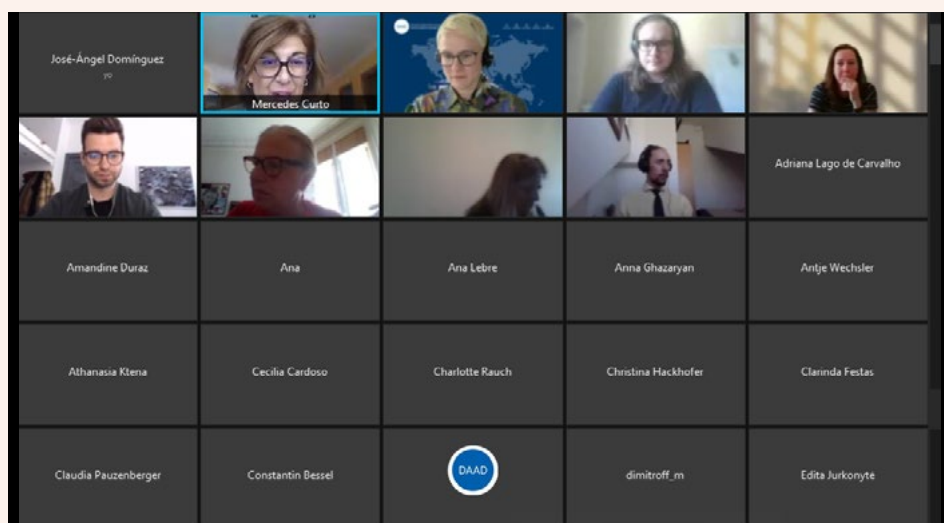 José-Ángel Domínguez
Mercedes Curto
Adriana Lago de Carvalho
Amandine Duraz
Ana
Ana Lebre
Anna Ghazaryan
Antje Wechsler
Athanasia Ktena
Cecilia Cardoso
Charlotte Rauch
Christina Hackhofer
Clarinda Festas
Claudia Pauzenberger
Constantin Bessel
DAAD
dimitroff_m
Edita Jurkonytė